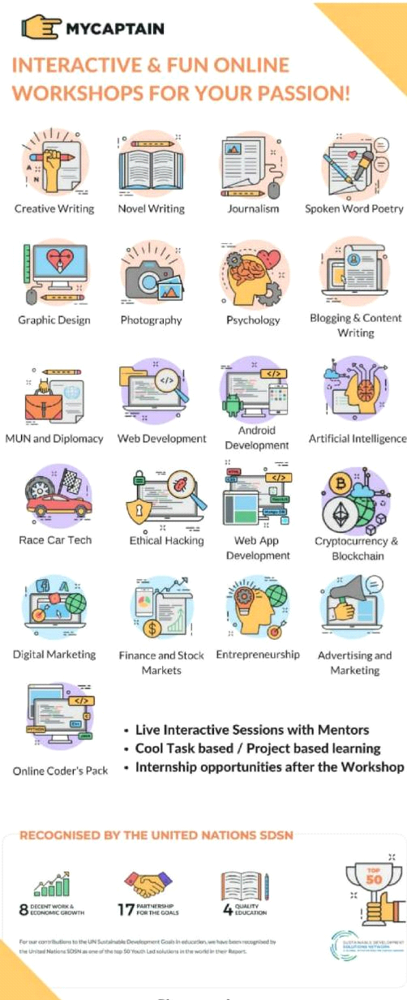 MYCAPTAIN
INTERACTIVE & FUN ONLINE
WORKSHOPS FOR YOUR PASSION!
A
N
Creative Writing
Novel Writing
Journalism
Spoken Word Poetry
Graphic Design
Photography
Psychology
Blogging & Content
Writing
</>
</>
MUN and Diplomacy
Web Development
Android
Development
Artificial Intelligence
HTML
CSS
</>
Mongo DB
Race Car Tech
Ethical Hacking
Web App
Development
Cryptocurrency &
Blockchain
Digital Marketing
Finance and Stock
Markets
Entrepreneurship
Advertising and
Marketing
</>
C
C++
PYTHON
JAVA
Online Coder's Pack
• Live Interactive Sessions with Mentors
• Cool Task based / Project based learning
• Internship opportunities after the Workshop
RECOGNISED BY THE UNITED NATIONS SDSN
TOP
50
8 DECENT WORK &
ECONOMIC GROWTH
17 PARTNERSHIP
FOR THE GOALS
4 QUALITY
EDUCATION
For our contributions to the UN Sustainable Development Goals in education, we have been recognised by
the United Nations SDSN as one of the top 50 Youth Led solutions in the world in their Report.
SUSTAINABLE DEVELOPMENT
SOLUTIONS NETWORK